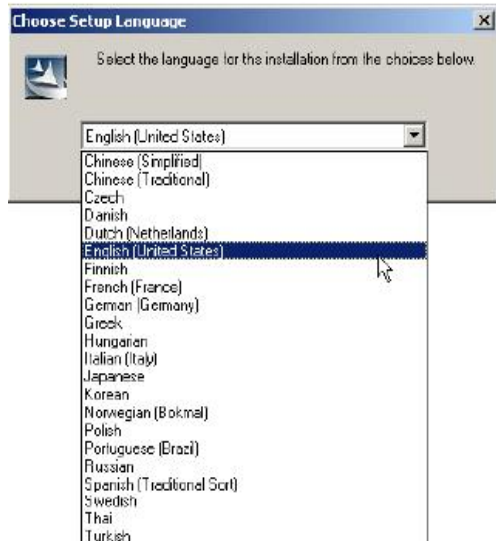 Choose Setup Language
Select the language for the installation from the choices below.
English (United States)
Chinese (Simplified)
Chinese (Traditional)
Czech
Danish
Dutch (Netherlands)
English (United States)
Finnish
French (France)
German (Germany)
Greek
Hungarian
Italian (Italy)
Japanese
Korean
Norwegian (Bokmal)
Polish
Portuguese (Brazil)
Russian
Spanish (Traditional Sort)
Swedish
Thai
Turkish